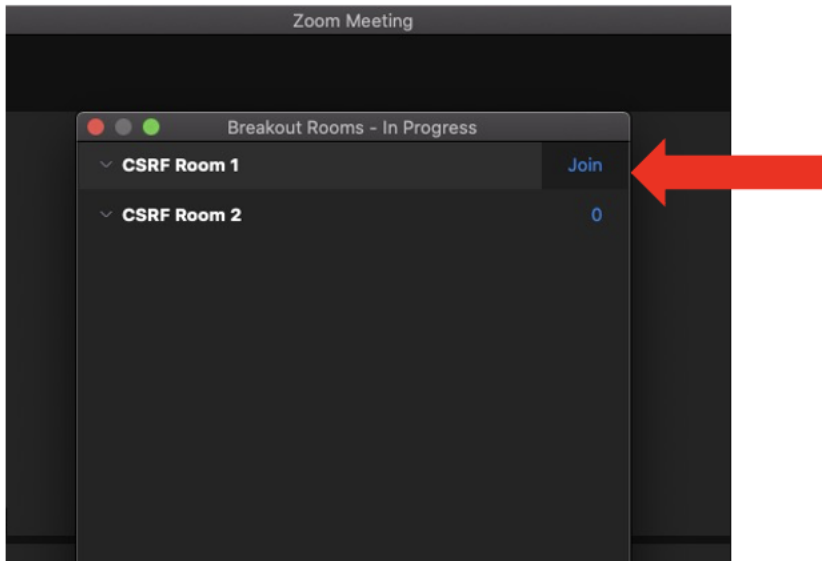 Zoom Meeting
Breakout Rooms - In Progress
CSRF Room 1 Join
CSRF Room 2 0